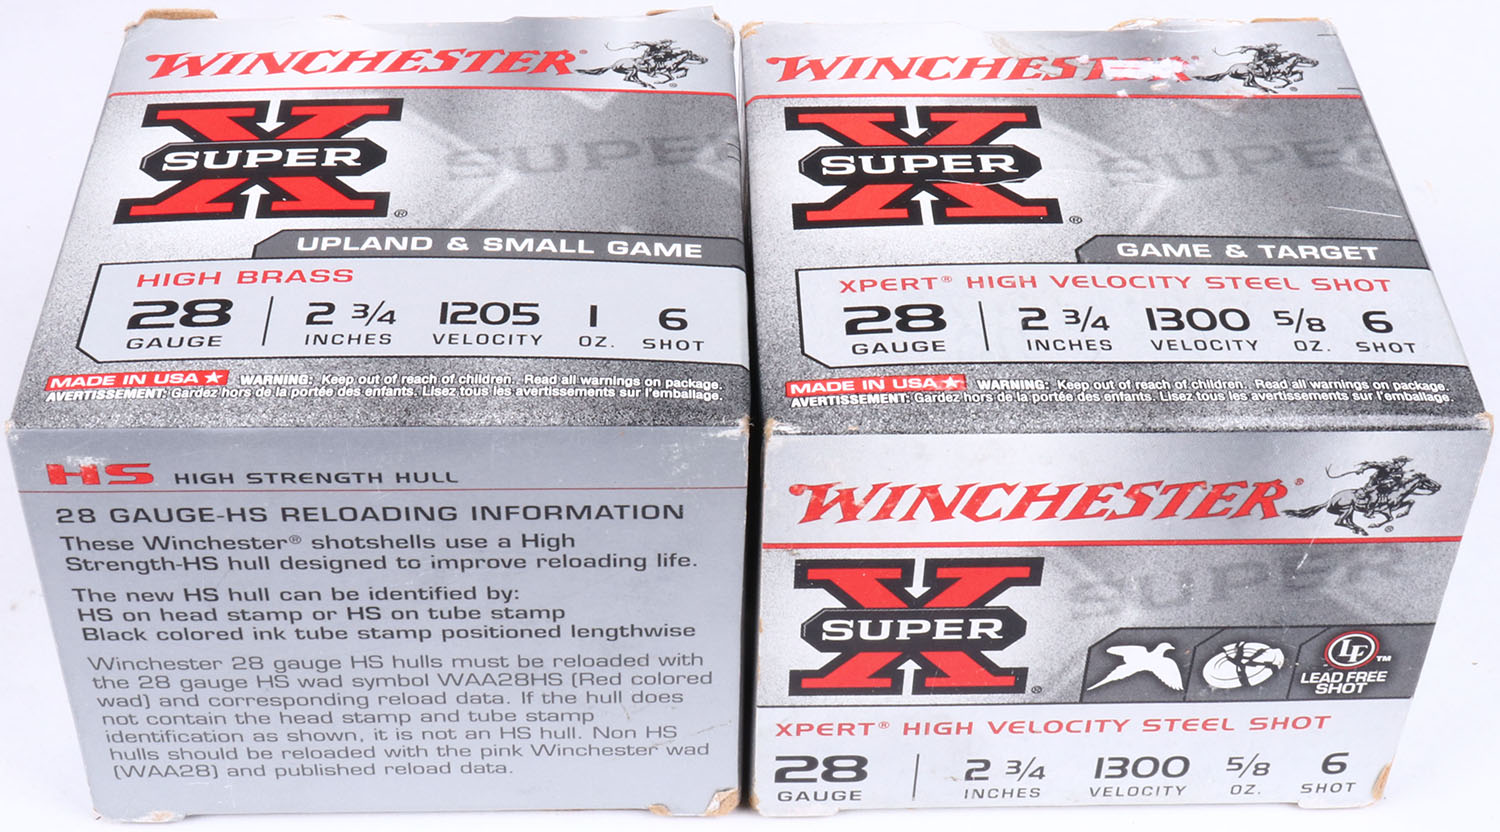 WINCHESTER®
SUPER X ®
SUPER
UPLAND & SMALL GAME
HIGH BRASS
28 GAUGE 2 3/4 INCHES 1205 VELOCITY 1 OZ. 6 SHOT
MADE IN USA ★ WARNING: Keep out of reach of children. Read all warnings on package.
AVERTISSEMENT: Gardez hors de la portée des enfants. Lisez tous les avertissements sur l'emballage.
HS HIGH STRENGTH HULL
28 GAUGE-HS RELOADING INFORMATION
These Winchester® shotshells use a High
Strength-HS hull designed to improve reloading life.
The new HS hull can be identified by:
HS on head stamp or HS on tube stamp
Black colored ink tube stamp positioned lengthwise
Winchester 28 gauge HS hulls must be reloaded with
the 28 gauge HS wad symbol WAA28HS (Red colored
wad) and corresponding reload data. If the hull does
not contain the head stamp and tube stamp
identification as shown, it is not an HS hull. Non HS
hulls should be reloaded with the pink Winchester wad
(WAA28) and published reload data.
WINCHESTER
SUPER X ®
SUPER
GAME & TARGET
XPERT® HIGH VELOCITY STEEL SHOT
28 GAUGE 2 3/4 INCHES 1300 VELOCITY 5/8 OZ. 6 SHOT
MADE IN USA ★ WARNING: Keep out of reach of children. Read all warnings on package.
AVERTISSEMENT: Gardez hors de la portée des enfants. Lisez tous les avertissements sur l'emballage.
WINCHESTER®
SUPER X ®
SUPER
LF ™
LEAD FREE
SHOT
XPERT® HIGH VELOCITY STEEL SHOT
28 GAUGE 2 3/4 INCHES 1300 VELOCITY 5/8 OZ. 6 SHOT